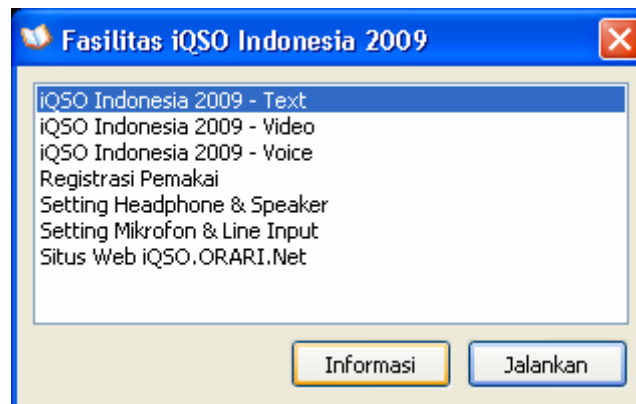 Fasilitas iQSO Indonesia 2009
iQSO Indonesia 2009 - Text
iQSO Indonesia 2009 - Video
iQSO Indonesia 2009 - Voice
Registrasi Pemakai
Setting Headphone & Speaker
Setting Mikrofon & Line Input
Situs Web iQSO.ORARI.Net
Informasi
Jalankan